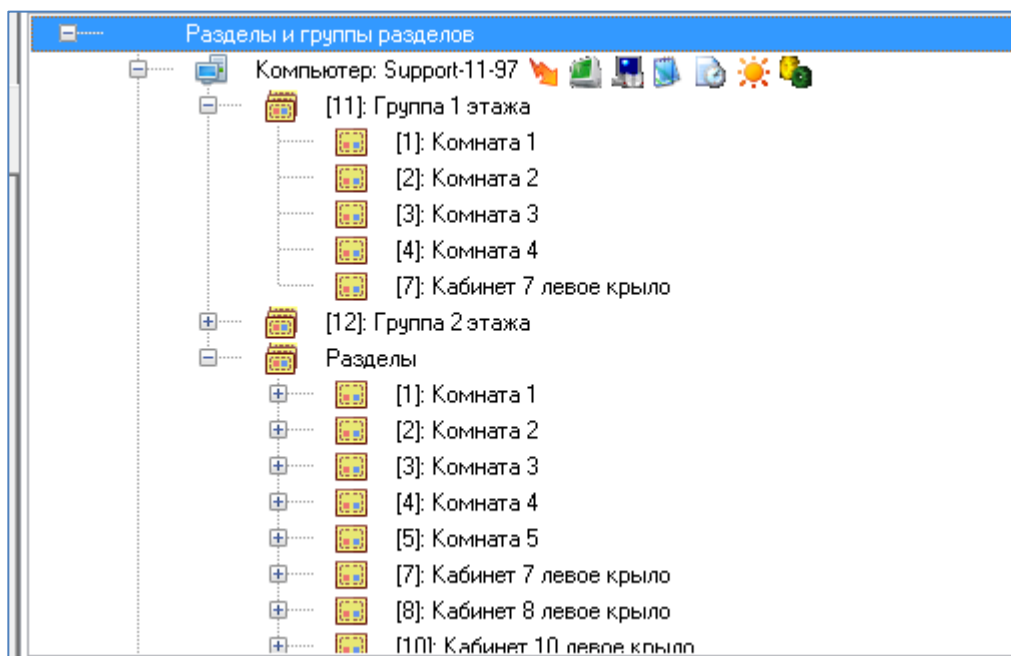 Разделы и группы разделов
Компьютер: Support-11-97
[11]: Группа 1 этажа
[1]: Комната 1
[2]: Комната 2
[3]: Комната 3
[4]: Комната 4
[7]: Кабинет 7 левое крыло
[12]: Группа 2 этажа
Разделы
[1]: Комната 1
[2]: Комната 2
[3]: Комната 3
[4]: Комната 4
[5]: Комната 5
[7]: Кабинет 7 левое крыло
[8]: Кабинет 8 левое крыло
[10]: Кабинет 10 левое крыло